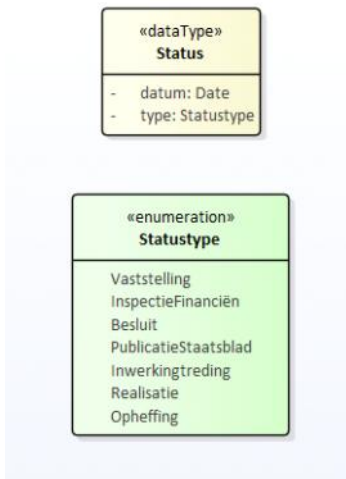 «dataType»
Status
- datum: Date
- type: Statustype
«enumeration»
Statustype
Vaststelling
InspectieFinanciën
Besluit
PublicatieStaatsblad
Inwerkingtreding
Realisatie
Opheffing